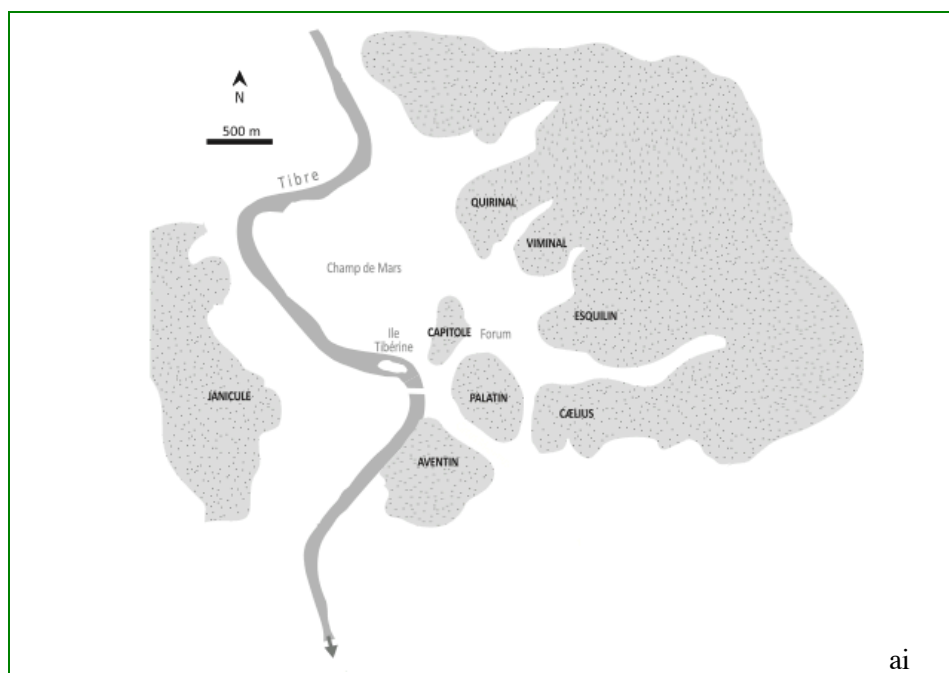 N
500 m
Tibre
QUIRINAL
VIMINAL
Champ de Mars
ESQUILIN
Ile
Tibérine
CAPITOLE
Forum
JANICULE
PALATIN
CÆLIUS
AVENTIN
ai